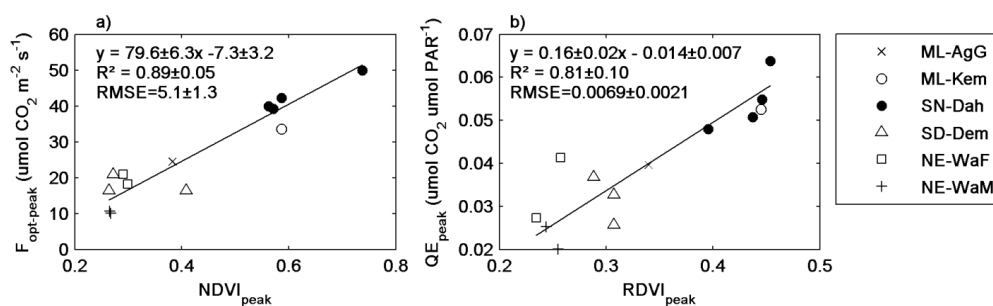 a)
y = 79.6±6.3x -7.3±3.2
R² = 0.89±0.05
RMSE=5.1±1.3
60
50
40
30
20
10
0
0.2 0.4 0.6 0.8
F_opt-peak (umol CO₂ m⁻² s⁻¹)
NDVI_peak
b)
y = 0.16±0.02x - 0.014±0.007
R² = 0.81±0.10
RMSE=0.0069±0.0021
0.07
0.06
0.05
0.04
0.03
0.02
0.2 0.3 0.4 0.5
QE_peak (umol CO₂ umol PAR⁻¹)
RDVI_peak
ML-AgG
ML-Kem
SN-Dah
SD-Dem
NE-WaF
NE-WaM